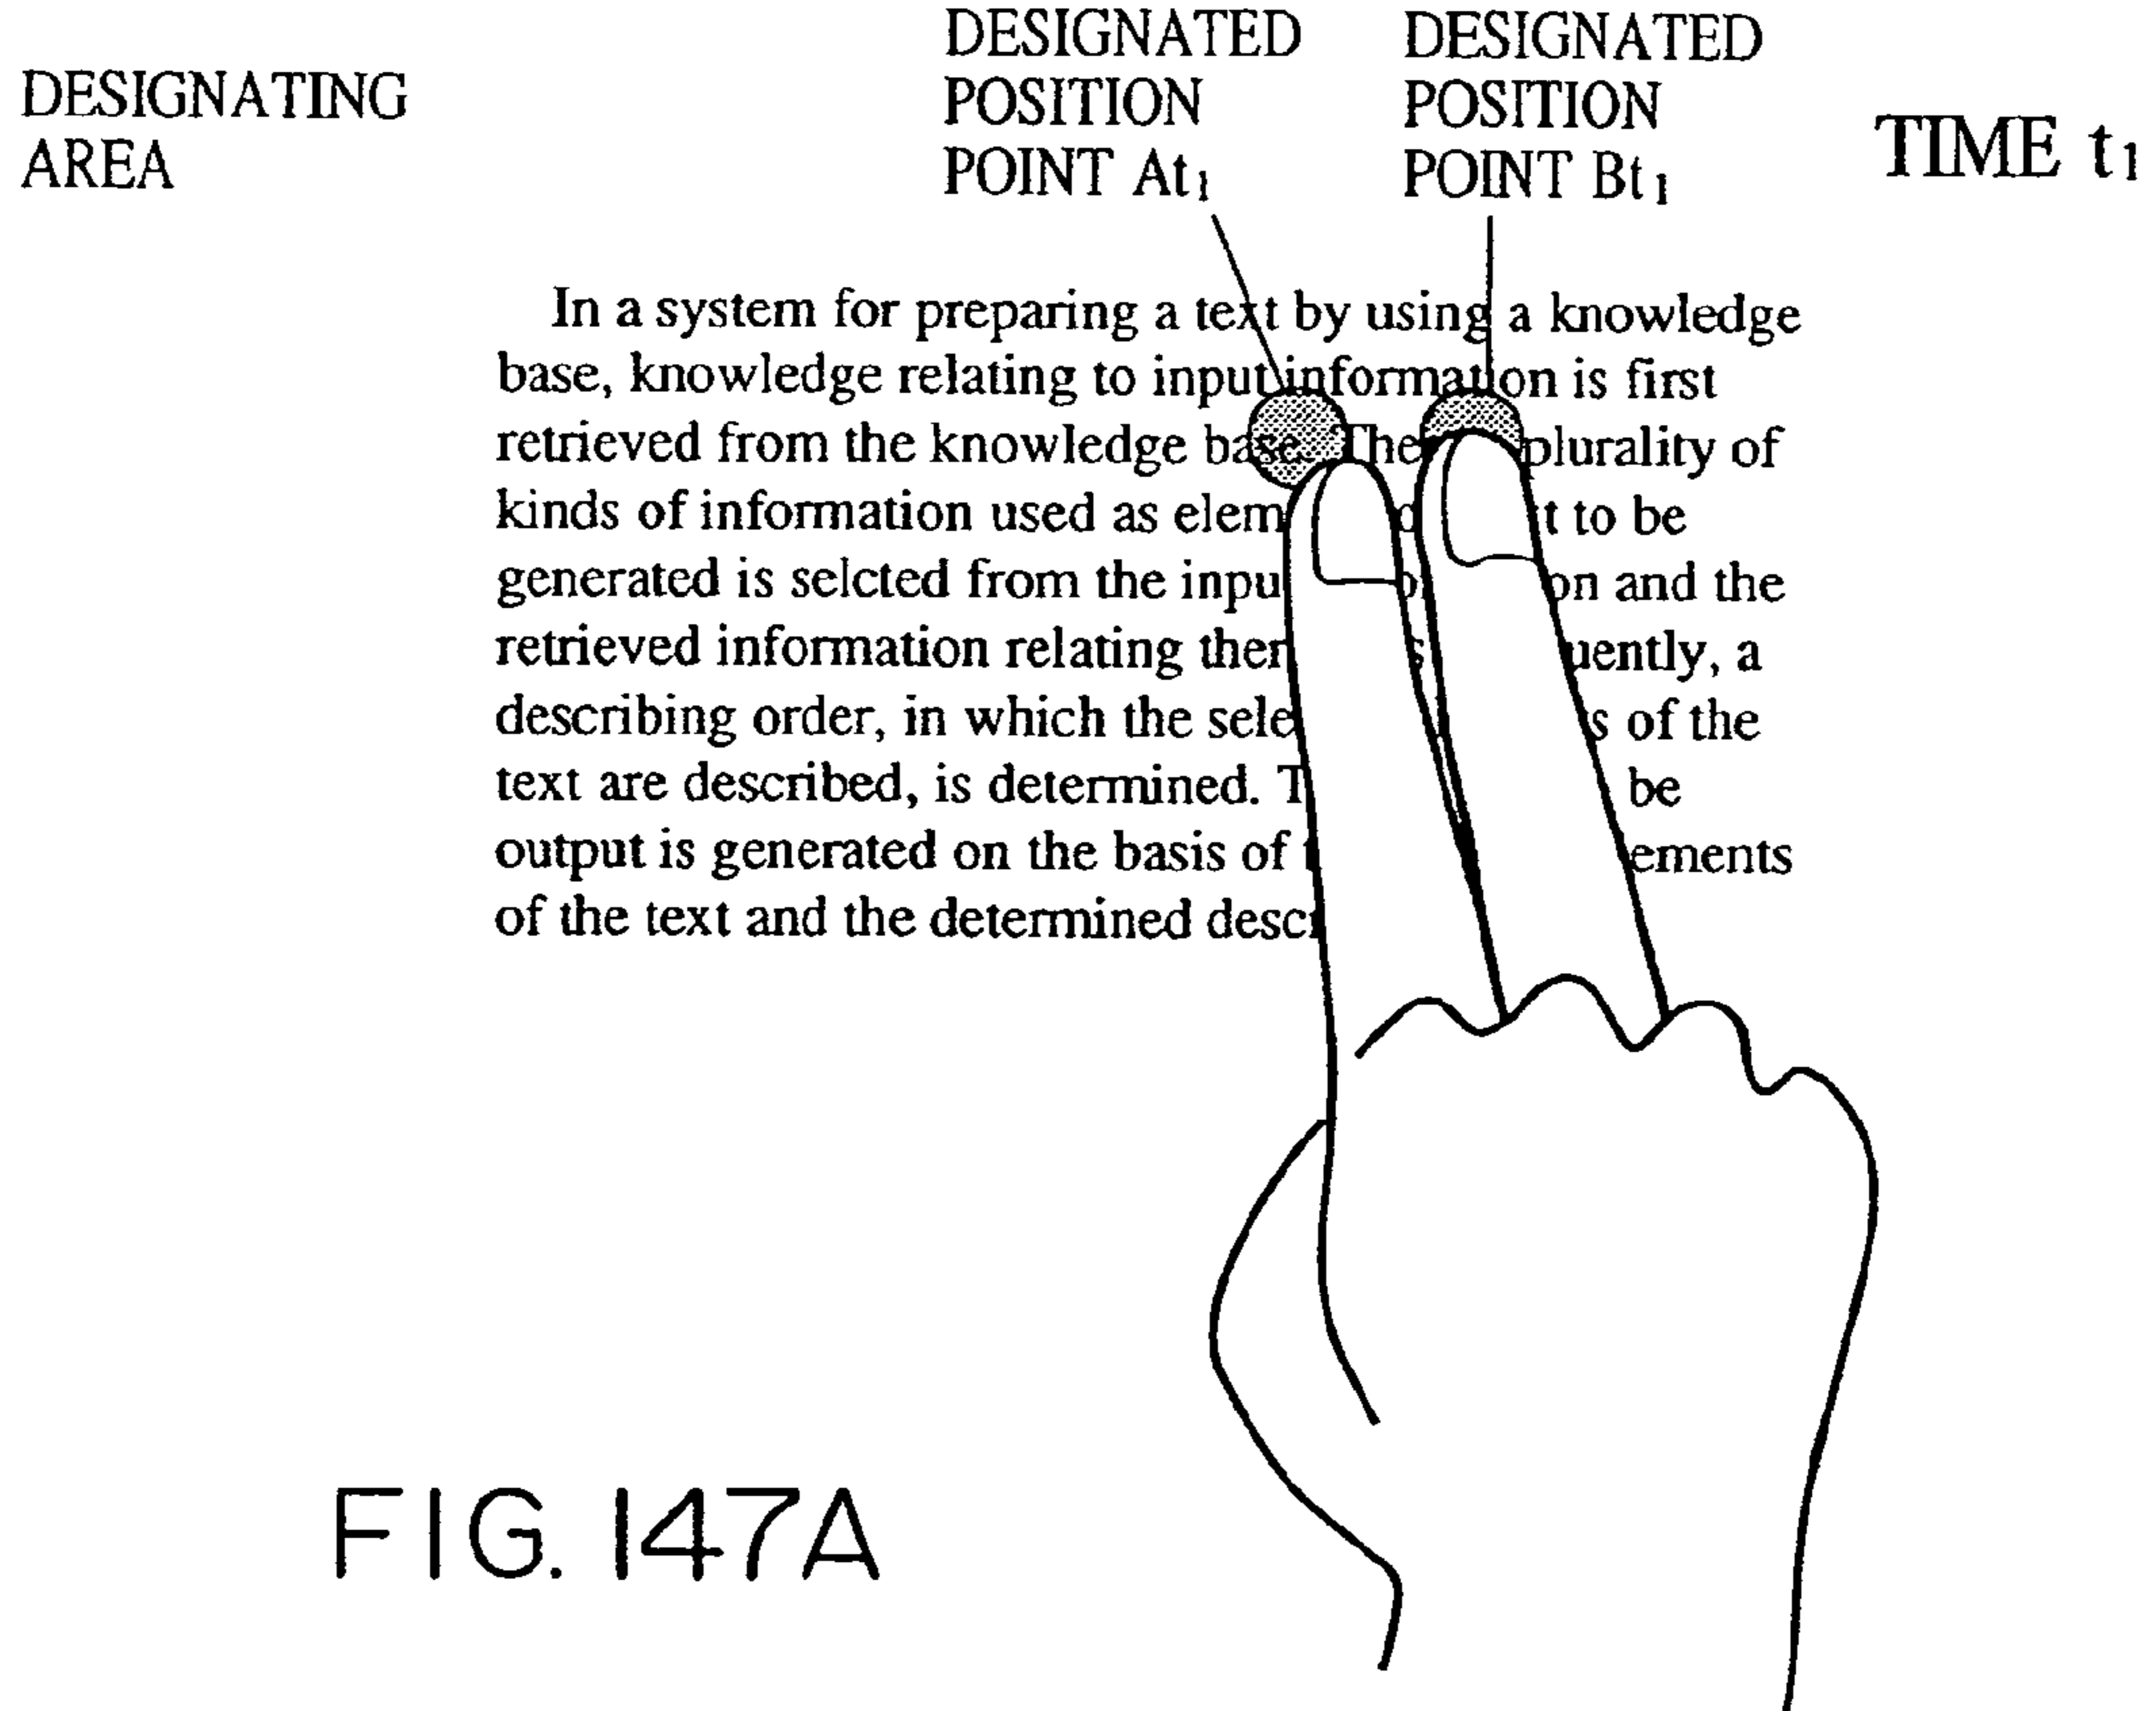 DESIGNATING
AREA
DESIGNATED
POSITION
POINT At1
DESIGNATED
POSITION
POINT Bt1
TIME t1
In a system for preparing a text by using a knowledge
base, knowledge relating to input information is first
retrieved from the knowledge base. The plurality of
kinds of information used as elem t to be
generated is selcted from the inpu on and the
retrieved information relating ther uently, a
describing order, in which the sele s of the
text are described, is determined. T be
output is generated on the basis of ements
of the text and the determined descr
FIG. 147A